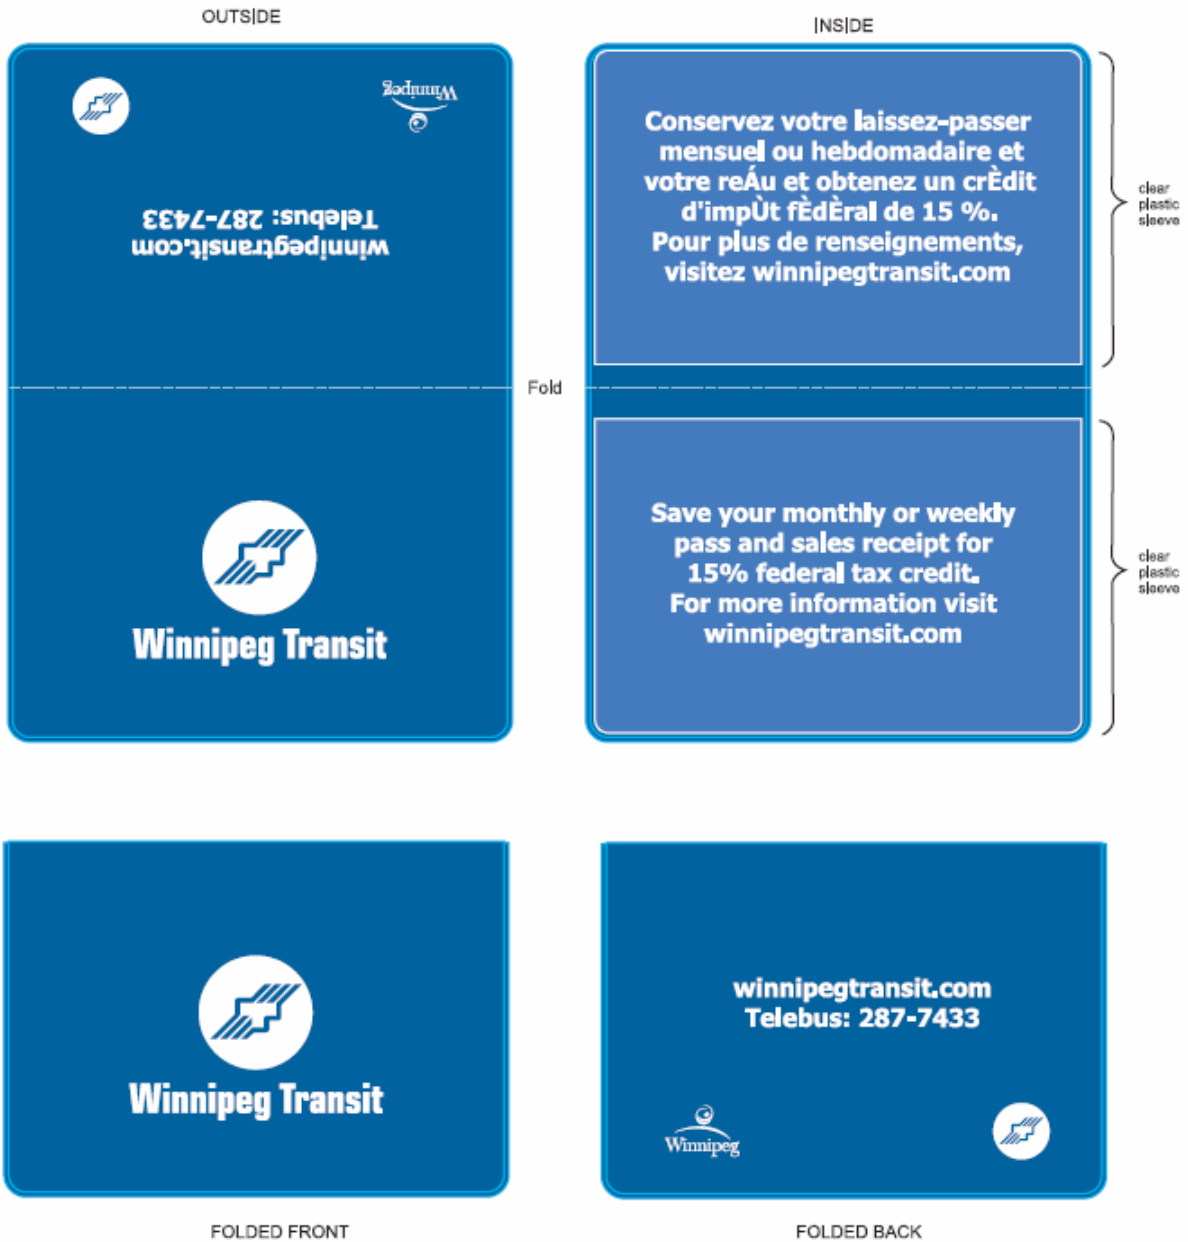 OUTSIDE
Winnipeg
Telebus: 287-7433
winnipegtransit.com
Fold
Winnipeg Transit
INSIDE
Conservez votre laissez-passer
mensuel ou hebdomadaire et
votre reÁu et obtenez un crÈdit
d'impÙt fÈdÈral de 15 %.
Pour plus de renseignements,
visitez winnipegtransit.com
clear
plastic
sleeve
Save your monthly or weekly
pass and sales receipt for
15% federal tax credit.
For more information visit
winnipegtransit.com
clear
plastic
sleeve
Winnipeg Transit
FOLDED FRONT
winnipegtransit.com
Telebus: 287-7433
Winnipeg
FOLDED BACK